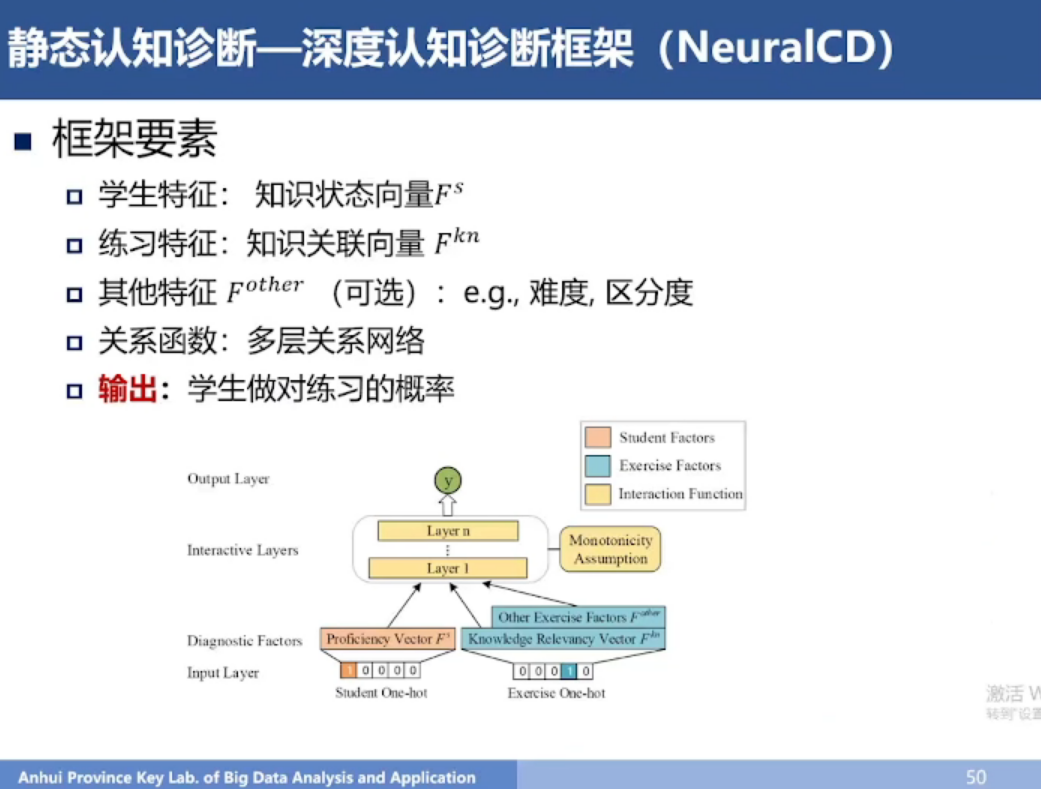 静态认知诊断—深度认知诊断框架（NeuralCD）
框架要素
学生特征： 知识状态向量F^s
练习特征：知识关联向量 F^kn
其他特征 F^other （可选）：e.g., 难度, 区分度
关系函数：多层关系网络
输出：学生做对练习的概率
Student Factors
Exercise Factors
Interaction Function
Output Layer
y
Interactive Layers
Layer n
Layer 1
Monotonicity
Assumption
Other Exercise Factors F^other
Diagnostic Factors
Proficiency Vector F^s
Knowledge Relevancy Vector F^kn
Input Layer
1 0 0 0 0
0 0 0 1 0
Student One-hot
Exercise One-hot
激活 W
转到"设置
Anhui Province Key Lab. of Big Data Analysis and Application
50